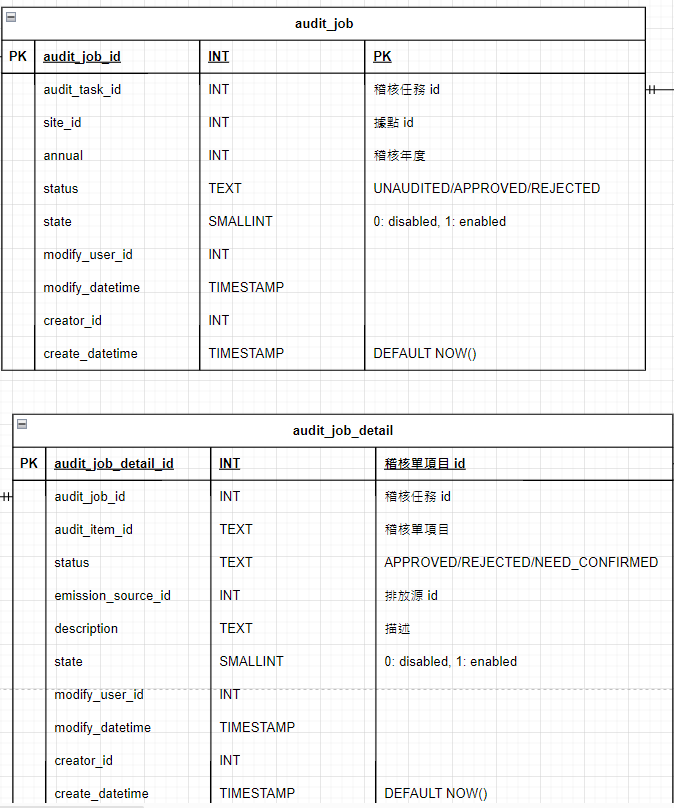 audit_job
PK audit_job_id INT PK
audit_task_id INT 稽核任務 id
site_id INT 據點 id
annual INT 稽核年度
status TEXT UNAUDITED/APPROVED/REJECTED
state SMALLINT 0: disabled, 1: enabled
modify_user_id INT
modify_datetime TIMESTAMP
creator_id INT
create_datetime TIMESTAMP DEFAULT NOW()
audit_job_detail
PK audit_job_detail_id INT 稽核單項目 id
audit_job_id INT 稽核任務 id
audit_item_id TEXT 稽核單項目
status TEXT APPROVED/REJECTED/NEED_CONFIRMED
emission_source_id INT 排放源 id
description TEXT 描述
state SMALLINT 0: disabled, 1: enabled
modify_user_id INT
modify_datetime TIMESTAMP
creator_id INT
create_datetime TIMESTAMP DEFAULT NOW()